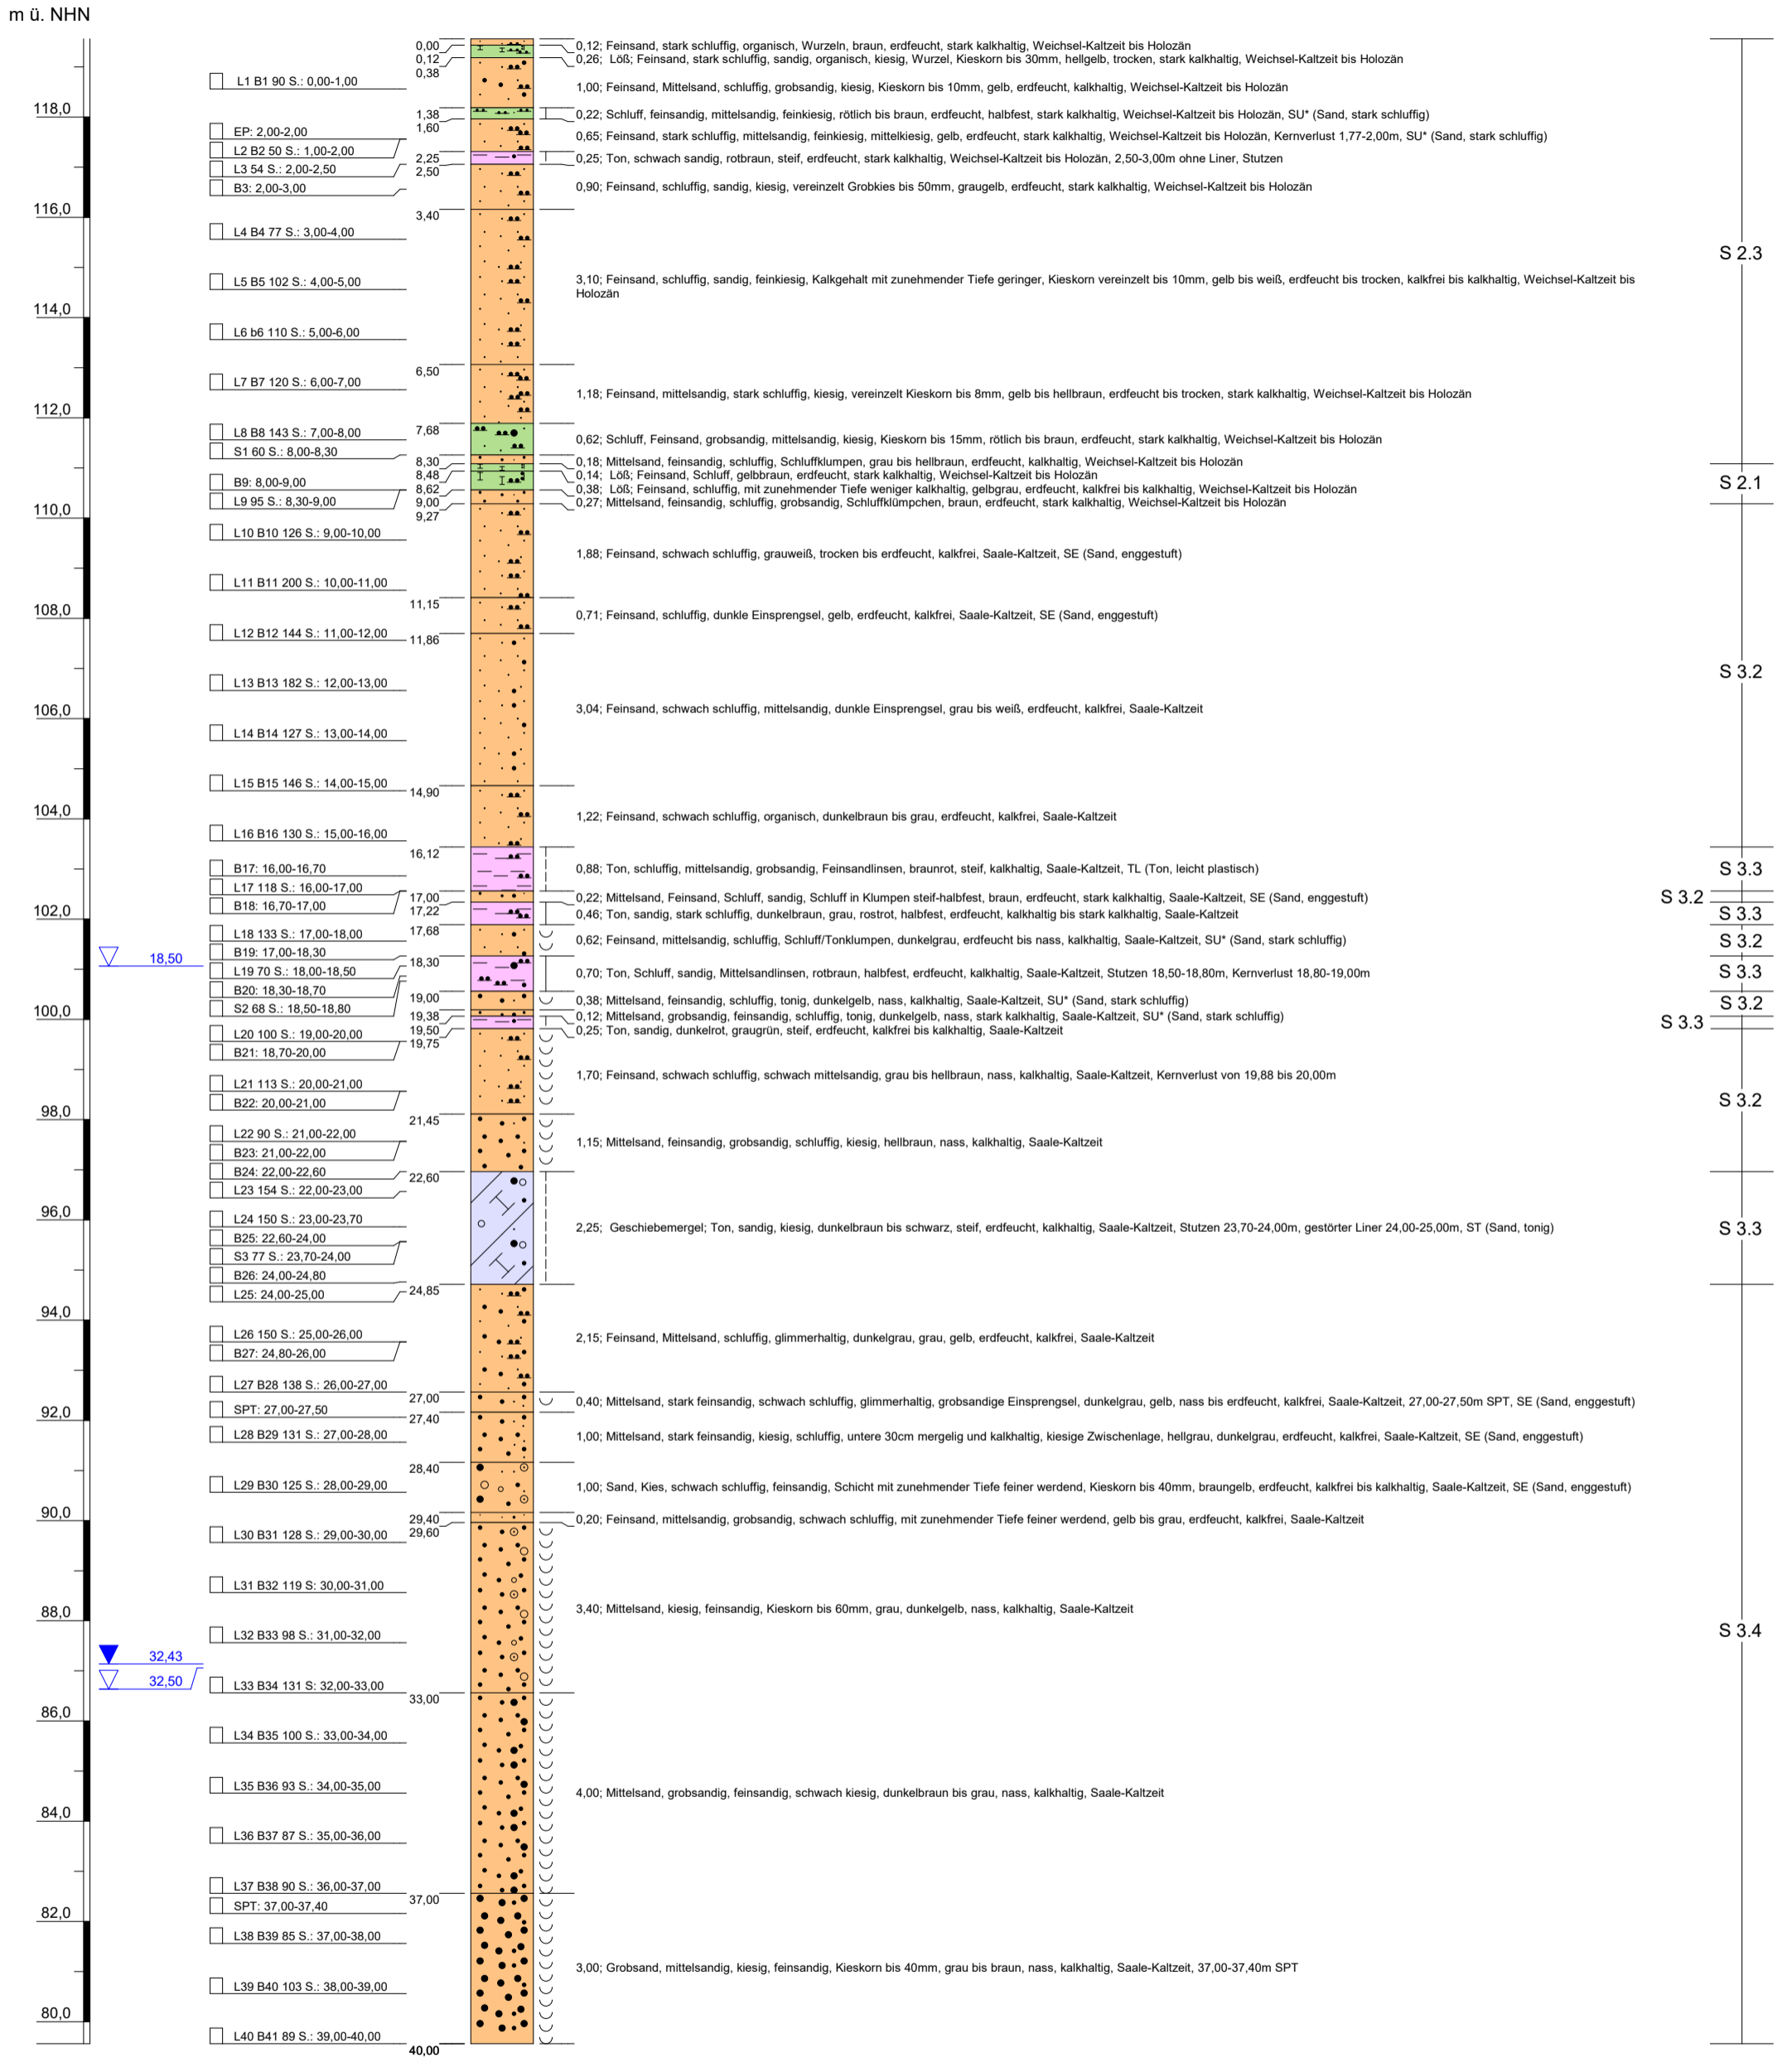 m ü. NHN
0,00
0,12; Feinsand, stark schluffig, organisch, Wurzeln, braun, erdfeucht, stark kalkhaltig, Weichsel-Kaltzeit bis Holozän
0,12
0,26; Löß; Feinsand, stark schluffig, sandig, organisch, kiesig, Wurzel, Kieskorn bis 30mm, hellgelb, trocken, stark kalkhaltig, Weichsel-Kaltzeit bis Holozän
0,38
L1 B1 90 S.: 0,00-1,00
1,00; Feinsand, Mittelsand, schluffig, grobsandig, kiesig, Kieskorn bis 10mm, gelb, erdfeucht, kalkhaltig, Weichsel-Kaltzeit bis Holozän
118,0
1,38
0,22; Schluff, feinsandig, mittelsandig, feinkiesig, rötlich bis braun, erdfeucht, halbfest, stark kalkhaltig, Weichsel-Kaltzeit bis Holozän, SU* (Sand, stark schluffig)
1,60
EP: 2,00-2,00
0,65; Feinsand, stark schluffig, mittelsandig, feinkiesig, mittelkiesig, gelb, erdfeucht, stark kalkhaltig, Weichsel-Kaltzeit bis Holozän, Kernverlust 1,77-2,00m, SU* (Sand, stark schluffig)
L2 B2 50 S.: 1,00-2,00
2,25
0,25; Ton, schwach sandig, rotbraun, steif, erdfeucht, stark kalkhaltig, Weichsel-Kaltzeit bis Holozän, 2,50-3,00m ohne Liner, Stutzen
L3 54 S.: 2,00-2,50
2,50
B3: 2,00-3,00
0,90; Feinsand, schluffig, sandig, kiesig, vereinzelt Grobkies bis 50mm, graugelb, erdfeucht, stark kalkhaltig, Weichsel-Kaltzeit bis Holozän
116,0
3,40
L4 B4 77 S.: 3,00-4,00
S 2.3
L5 B5 102 S.: 4,00-5,00
3,10; Feinsand, schluffig, sandig, feinkiesig, Kalkgehalt mit zunehmender Tiefe geringer, Kieskorn vereinzelt bis 10mm, gelb bis weiß, erdfeucht bis trocken, kalkfrei bis kalkhaltig, Weichsel-Kaltzeit bis
Holozän
114,0
L6 b6 110 S.: 5,00-6,00
6,50
L7 B7 120 S.: 6,00-7,00
1,18; Feinsand, mittelsandig, stark schluffig, kiesig, vereinzelt Kieskorn bis 8mm, gelb bis hellbraun, erdfeucht bis trocken, stark kalkhaltig, Weichsel-Kaltzeit bis Holozän
112,0
L8 B8 143 S.: 7,00-8,00
7,68
0,62; Schluff, Feinsand, grobsandig, mittelsandig, kiesig, Kieskorn bis 15mm, rötlich bis braun, erdfeucht, stark kalkhaltig, Weichsel-Kaltzeit bis Holozän
S1 60 S.: 8,00-8,30
8,30
0,18; Mittelsand, feinsandig, schluffig, Schluffklumpen, grau bis hellbraun, erdfeucht, kalkhaltig, Weichsel-Kaltzeit bis Holozän
8,48
0,14; Löß; Feinsand, Schluff, gelbbraun, erdfeucht, stark kalkhaltig, Weichsel-Kaltzeit bis Holozän
B9: 8,00-9,00
S 2.1
8,62
0,38; Löß; Feinsand, schluffig, mit zunehmender Tiefe weniger kalkhaltig, gelbgrau, erdfeucht, kalkfrei bis kalkhaltig, Weichsel-Kaltzeit bis Holozän
L9 95 S.: 8,30-9,00
9,00
0,27; Mittelsand, feinsandig, schluffig, grobsandig, Schluffklümpchen, braun, erdfeucht, stark kalkhaltig, Weichsel-Kaltzeit bis Holozän
110,0
9,27
L10 B10 126 S.: 9,00-10,00
1,88; Feinsand, schwach schluffig, grauweiß, trocken bis erdfeucht, kalkfrei, Saale-Kaltzeit, SE (Sand, enggestuft)
L11 B11 200 S.: 10,00-11,00
108,0
11,15
0,71; Feinsand, schluffig, dunkle Einsprengsel, gelb, erdfeucht, kalkfrei, Saale-Kaltzeit, SE (Sand, enggestuft)
L12 B12 144 S.: 11,00-12,00
11,86
S 3.2
L13 B13 182 S.: 12,00-13,00
106,0
3,04; Feinsand, schwach schluffig, mittelsandig, dunkle Einsprengsel, grau bis weiß, erdfeucht, kalkfrei, Saale-Kaltzeit
L14 B14 127 S.: 13,00-14,00
L15 B15 146 S.: 14,00-15,00
14,90
104,0
1,22; Feinsand, schwach schluffig, organisch, dunkelbraun bis grau, erdfeucht, kalkfrei, Saale-Kaltzeit
L16 B16 130 S.: 15,00-16,00
16,12
B17: 16,00-16,70
0,88; Ton, schluffig, mittelsandig, grobsandig, Feinsandlinsen, braunrot, steif, kalkhaltig, Saale-Kaltzeit, TL (Ton, leicht plastisch)
S 3.3
L17 118 S.: 16,00-17,00
17,00
0,22; Mittelsand, Feinsand, Schluff, sandig, Schluff in Klumpen steif-halbfest, braun, erdfeucht, stark kalkhaltig, Saale-Kaltzeit, SE (Sand, enggestuft)
S 3.2
B18: 16,70-17,00
102,0
17,22
0,46; Ton, sandig, stark schluffig, dunkelbraun, grau, rostrot, halbfest, erdfeucht, kalkhaltig bis stark kalkhaltig, Saale-Kaltzeit
S 3.3
L18 133 S.: 17,00-18,00
17,68
0,62; Feinsand, mittelsandig, schluffig, Schluff/Tonklumpen, dunkelgrau, erdfeucht bis nass, kalkhaltig, Saale-Kaltzeit, SU* (Sand, stark schluffig)
S 3.2
B19: 17,00-18,30
18,50
18,30
L19 70 S.: 18,00-18,50
0,70; Ton, Schluff, sandig, Mittelsandlinsen, rotbraun, halbfest, erdfeucht, kalkhaltig, Saale-Kaltzeit, Stutzen 18,50-18,80m, Kernverlust 18,80-19,00m
S 3.3
B20: 18,30-18,70
19,00
0,38; Mittelsand, feinsandig, schluffig, tonig, dunkelgelb, nass, kalkhaltig, Saale-Kaltzeit, SU* (Sand, stark schluffig)
S 3.2
S2 68 S.: 18,50-18,80
100,0
19,38
0,12; Mittelsand, grobsandig, feinsandig, schluffig, tonig, dunkelgelb, nass, stark kalkhaltig, Saale-Kaltzeit, SU* (Sand, stark schluffig)
S 3.3
19,50
0,25; Ton, sandig, dunkelrot, graugrün, steif, erdfeucht, kalkfrei bis kalkhaltig, Saale-Kaltzeit
L20 100 S.: 19,00-20,00
19,75
B21: 18,70-20,00
1,70; Feinsand, schwach schluffig, schwach mittelsandig, grau bis hellbraun, nass, kalkhaltig, Saale-Kaltzeit, Kernverlust von 19,88 bis 20,00m
L21 113 S.: 20,00-21,00
B22: 20,00-21,00
S 3.2
98,0
21,45
L22 90 S.: 21,00-22,00
1,15; Mittelsand, feinsandig, grobsandig, schluffig, kiesig, hellbraun, nass, kalkhaltig, Saale-Kaltzeit
B23: 21,00-22,00
B24: 22,00-22,60
22,60
L23 154 S.: 22,00-23,00
96,0
L24 150 S.: 23,00-23,70
2,25; Geschiebemergel; Ton, sandig, kiesig, dunkelbraun bis schwarz, steif, erdfeucht, kalkhaltig, Saale-Kaltzeit, Stutzen 23,70-24,00m, gestörter Liner 24,00-25,00m, ST (Sand, tonig)
S 3.3
B25: 22,60-24,00
S3 77 S.: 23,70-24,00
B26: 24,00-24,80
24,85
L25: 24,00-25,00
94,0
L26 150 S.: 25,00-26,00
2,15; Feinsand, Mittelsand, schluffig, glimmerhaltig, dunkelgrau, grau, gelb, erdfeucht, kalkfrei, Saale-Kaltzeit
B27: 24,80-26,00
L27 B28 138 S.: 26,00-27,00
27,00
0,40; Mittelsand, stark feinsandig, schwach schluffig, glimmerhaltig, grobsandige Einsprengsel, dunkelgrau, gelb, nass bis erdfeucht, kalkfrei, Saale-Kaltzeit, 27,00-27,50m SPT, SE (Sand, enggestuft)
SPT: 27,00-27,50
92,0
27,40
L28 B29 131 S.: 27,00-28,00
1,00; Mittelsand, stark feinsandig, kiesig, schluffig, untere 30cm mergelig und kalkhaltig, kiesige Zwischenlage, hellgrau, dunkelgrau, erdfeucht, kalkfrei, Saale-Kaltzeit, SE (Sand, enggestuft)
28,40
L29 B30 125 S.: 28,00-29,00
1,00; Sand, Kies, schwach schluffig, feinsandig, Schicht mit zunehmender Tiefe feiner werdend, Kieskorn bis 40mm, braungelb, erdfeucht, kalkfrei bis kalkhaltig, Saale-Kaltzeit, SE (Sand, enggestuft)
90,0
29,40
0,20; Feinsand, mittelsandig, grobsandig, schwach schluffig, mit zunehmender Tiefe feiner werdend, gelb bis grau, erdfeucht, kalkfrei, Saale-Kaltzeit
29,60
L30 B31 128 S.: 29,00-30,00
L31 B32 119 S: 30,00-31,00
88,0
3,40; Mittelsand, kiesig, feinsandig, Kieskorn bis 60mm, grau, dunkelgelb, nass, kalkhaltig, Saale-Kaltzeit
L32 B33 98 S.: 31,00-32,00
S 3.4
32,43
32,50
L33 B34 131 S.: 32,00-33,00
33,00
86,0
L34 B35 100 S.: 33,00-34,00
L35 B36 93 S.: 34,00-35,00
4,00; Mittelsand, grobsandig, feinsandig, schwach kiesig, dunkelbraun bis grau, nass, kalkhaltig, Saale-Kaltzeit
84,0
L36 B37 87 S.: 35,00-36,00
L37 B38 90 S.: 36,00-37,00
37,00
SPT: 37,00-37,40
82,0
L38 B39 85 S.: 37,00-38,00
3,00; Grobsand, mittelsandig, kiesig, feinsandig, Kieskorn bis 40mm, grau bis braun, nass, kalkhaltig, Saale-Kaltzeit, 37,00-37,40m SPT
L39 B40 103 S.: 38,00-39,00
80,0
L40 B41 89 S.: 39,00-40,00
40,00